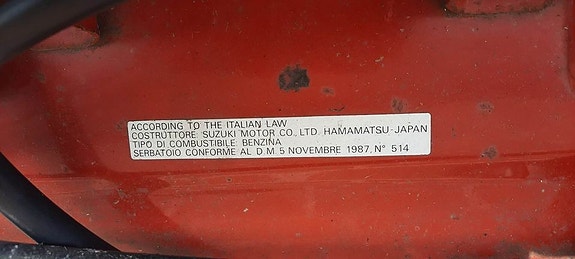 ACCORDING TO THE ITALIAN LAW
COSTRUTTORE: SUZUKI MOTOR CO., LTD. HAMAMATSU-JAPAN
TIPO DI COMBUSTIBILE: BENZINA
SERBATOIO CONFORME AL D.M. 5 NOVEMBRE 1987, N° 514